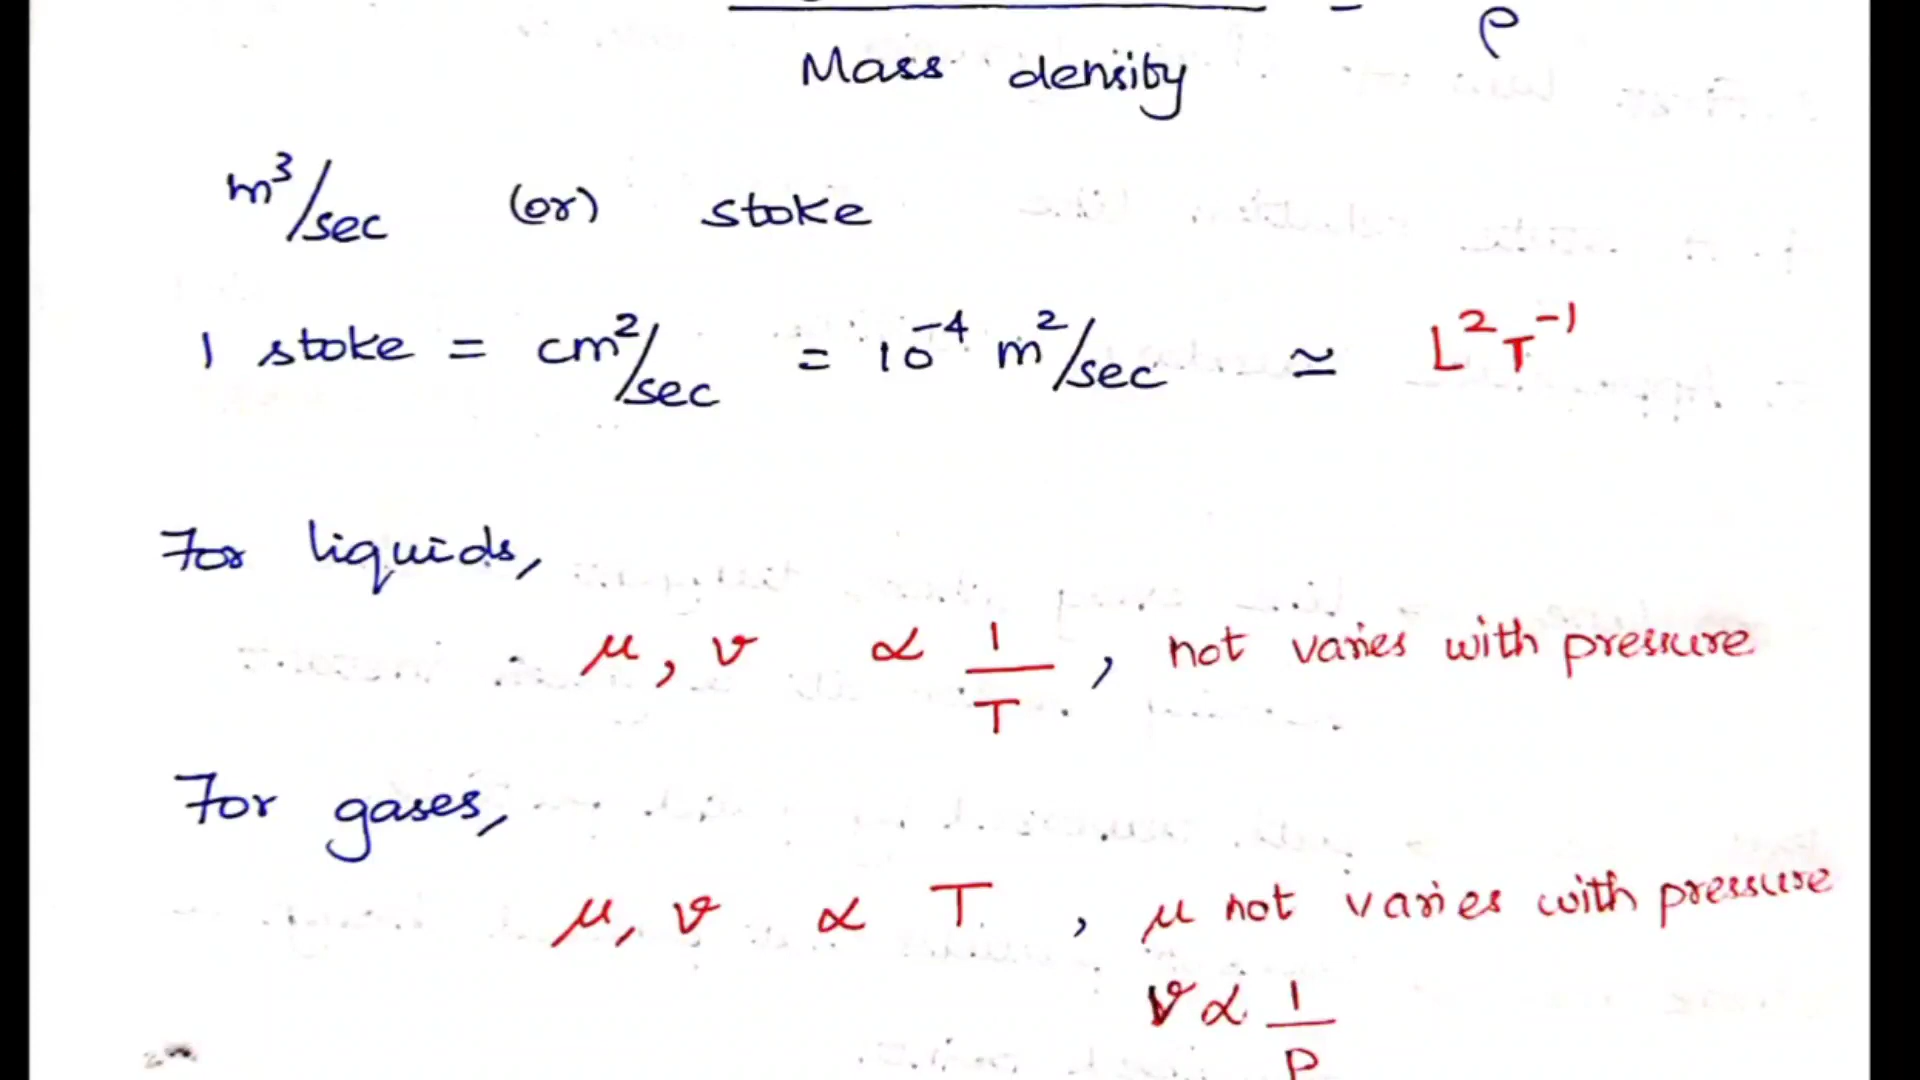 ρ
Mass density
m³/sec (or) stoke
1 stoke = cm²/sec = 10⁻⁴ m²/sec ≃ L² T⁻¹
For liquids,
μ, ν ∝ 1/T, not varies with pressure
For gases,
μ, ν ∝ T, μ not varies with pressure
ν ∝ 1/P